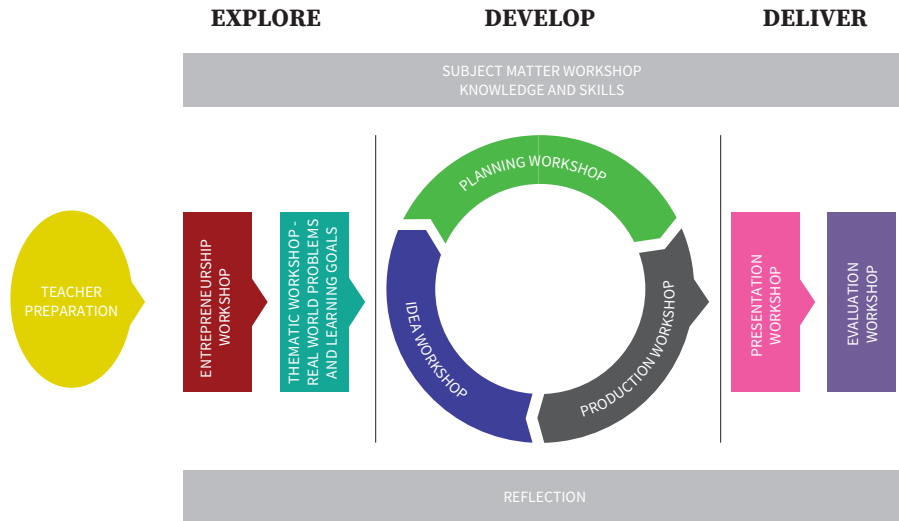 EXPLORE
DEVELOP
DELIVER
SUBJECT MATTER WORKSHOP
KNOWLEDGE AND SKILLS
TEACHER
PREPARATION
ENTREPRENEURSHIP
WORKSHOP
THEMATIC WORKSHOP -
REAL WORLD PROBLEMS
AND LEARNING GOALS
PLANNING WORKSHOP
IDEA WORKSHOP
PRODUCTION WORKSHOP
PRESENTATION
WORKSHOP
EVALUATION
WORKSHOP
REFLECTION